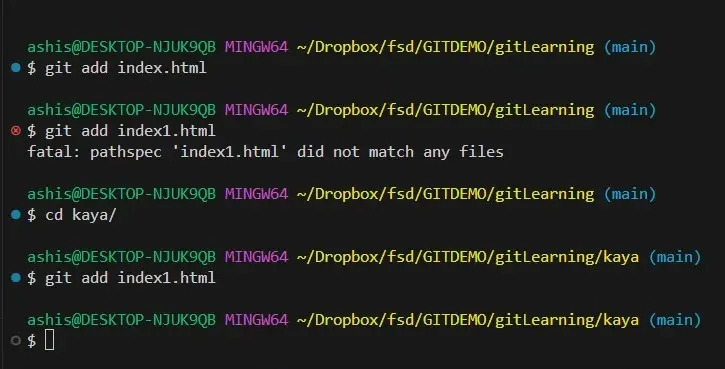 ashis@DESKTOP-NJUK9QB MINGW64 ~/Dropbox/fsd/GITDEMO/gitLearning (main)
$ git add index.html
ashis@DESKTOP-NJUK9QB MINGW64 ~/Dropbox/fsd/GITDEMO/gitLearning (main)
$ git add index1.html
fatal: pathspec 'index1.html' did not match any files
ashis@DESKTOP-NJUK9QB MINGW64 ~/Dropbox/fsd/GITDEMO/gitLearning (main)
$ cd kaya/
ashis@DESKTOP-NJUK9QB MINGW64 ~/Dropbox/fsd/GITDEMO/gitLearning/kaya (main)
$ git add index1.html
ashis@DESKTOP-NJUK9QB MINGW64 ~/Dropbox/fsd/GITDEMO/gitLearning/kaya (main)
$